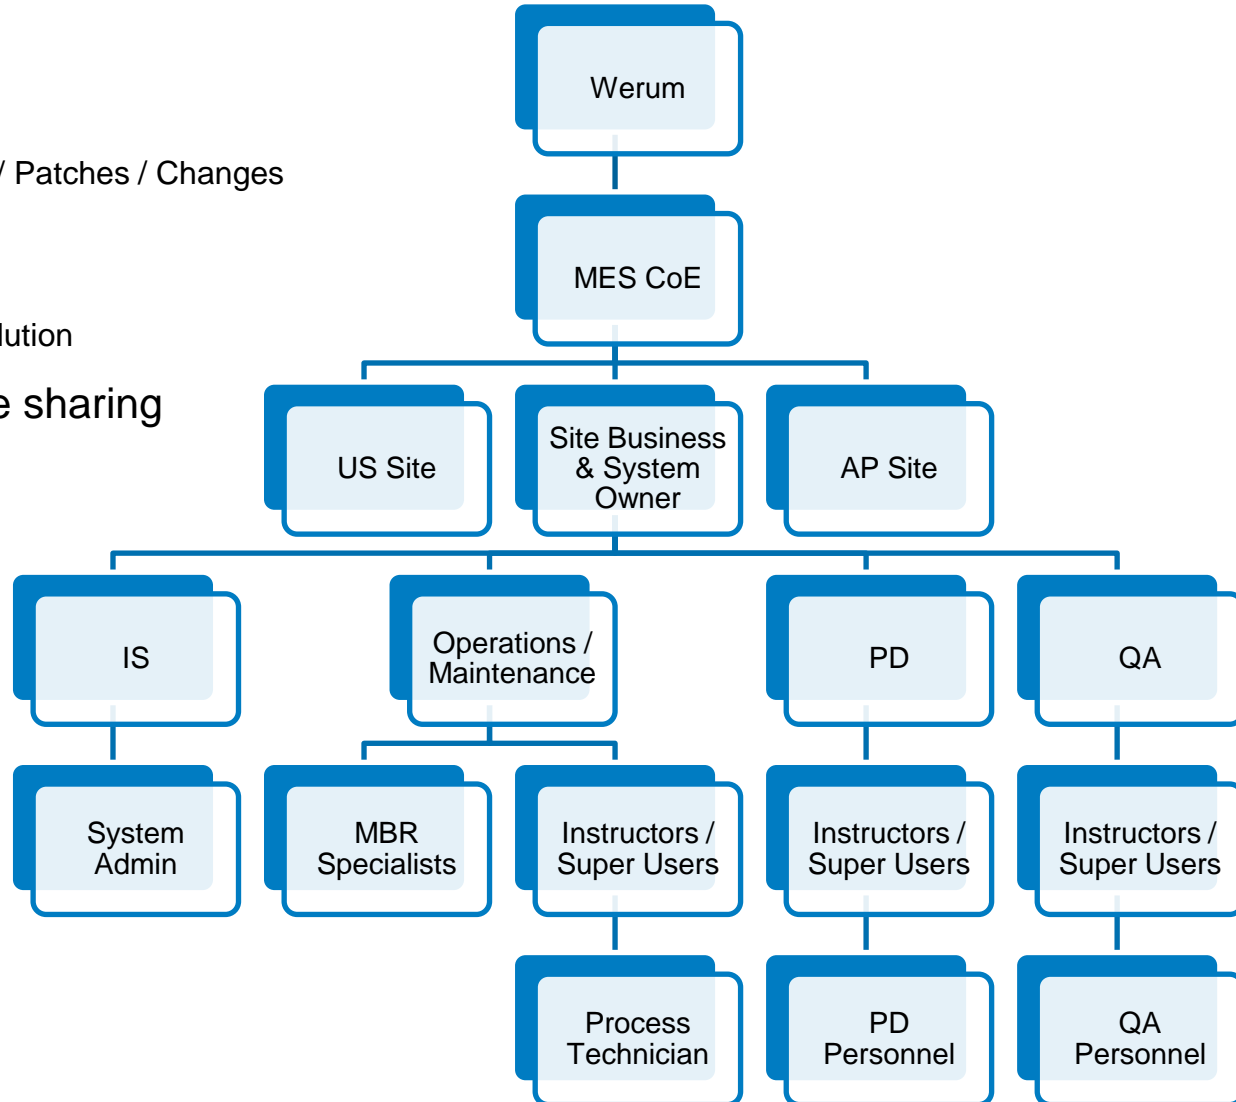 Werum
/ Patches / Changes
MES CoE
lution
e sharing
US Site
Site Business
& System
Owner
AP Site
IS
Operations /
Maintenance
PD
QA
System
Admin
MBR
Specialists
Instructors /
Super Users
Instructors /
Super Users
Instructors /
Super Users
Process
Technician
PD
Personnel
QA
Personnel